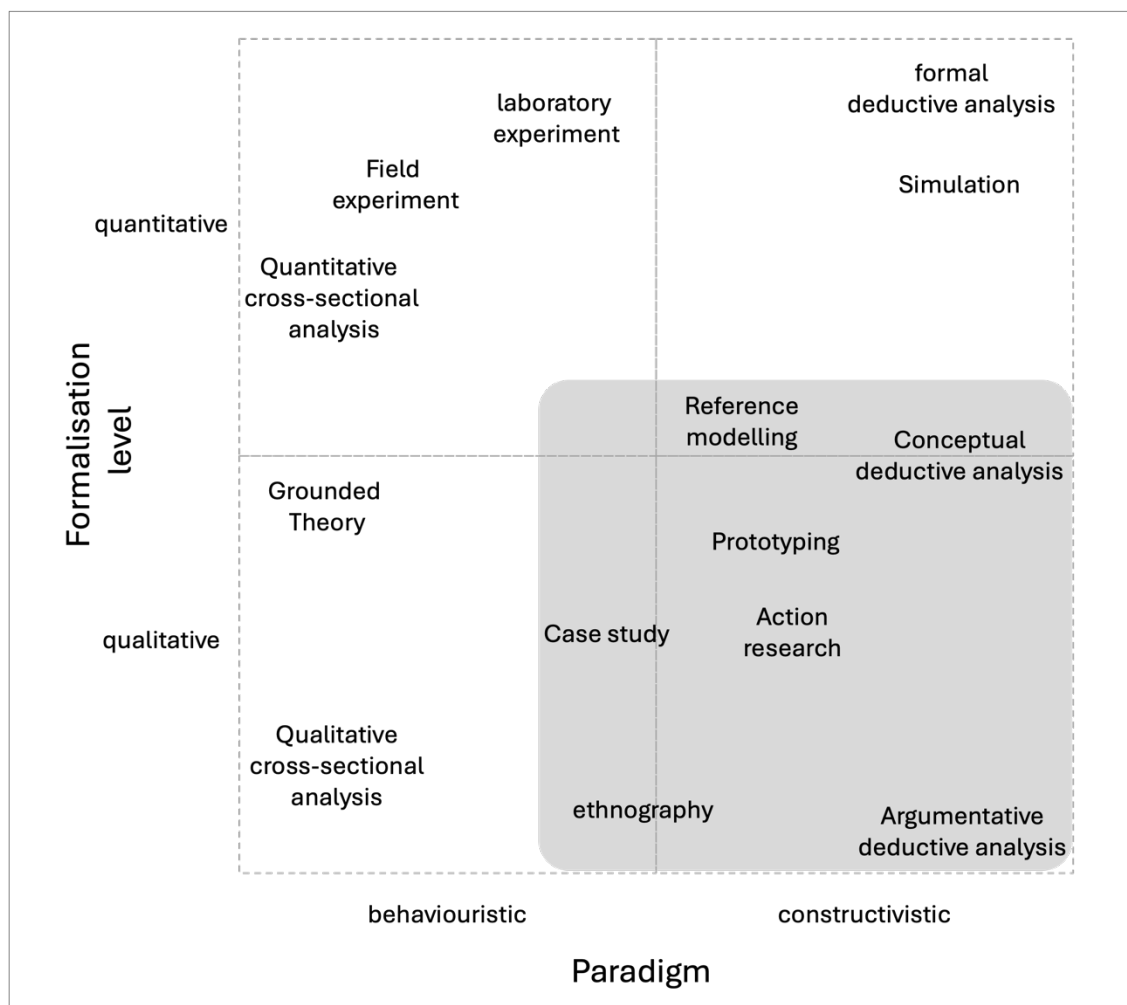 formal
deductive analysis
laboratory
experiment
Field
experiment
Simulation
quantitative
Quantitative
cross-sectional
analysis
Formalisation
level
Reference
modelling
Conceptual
deductive analysis
Grounded
Theory
Prototyping
qualitative
Case study
Action
research
Qualitative
cross-sectional
analysis
ethnography
Argumentative
deductive analysis
behaviouristic
constructivistic
Paradigm